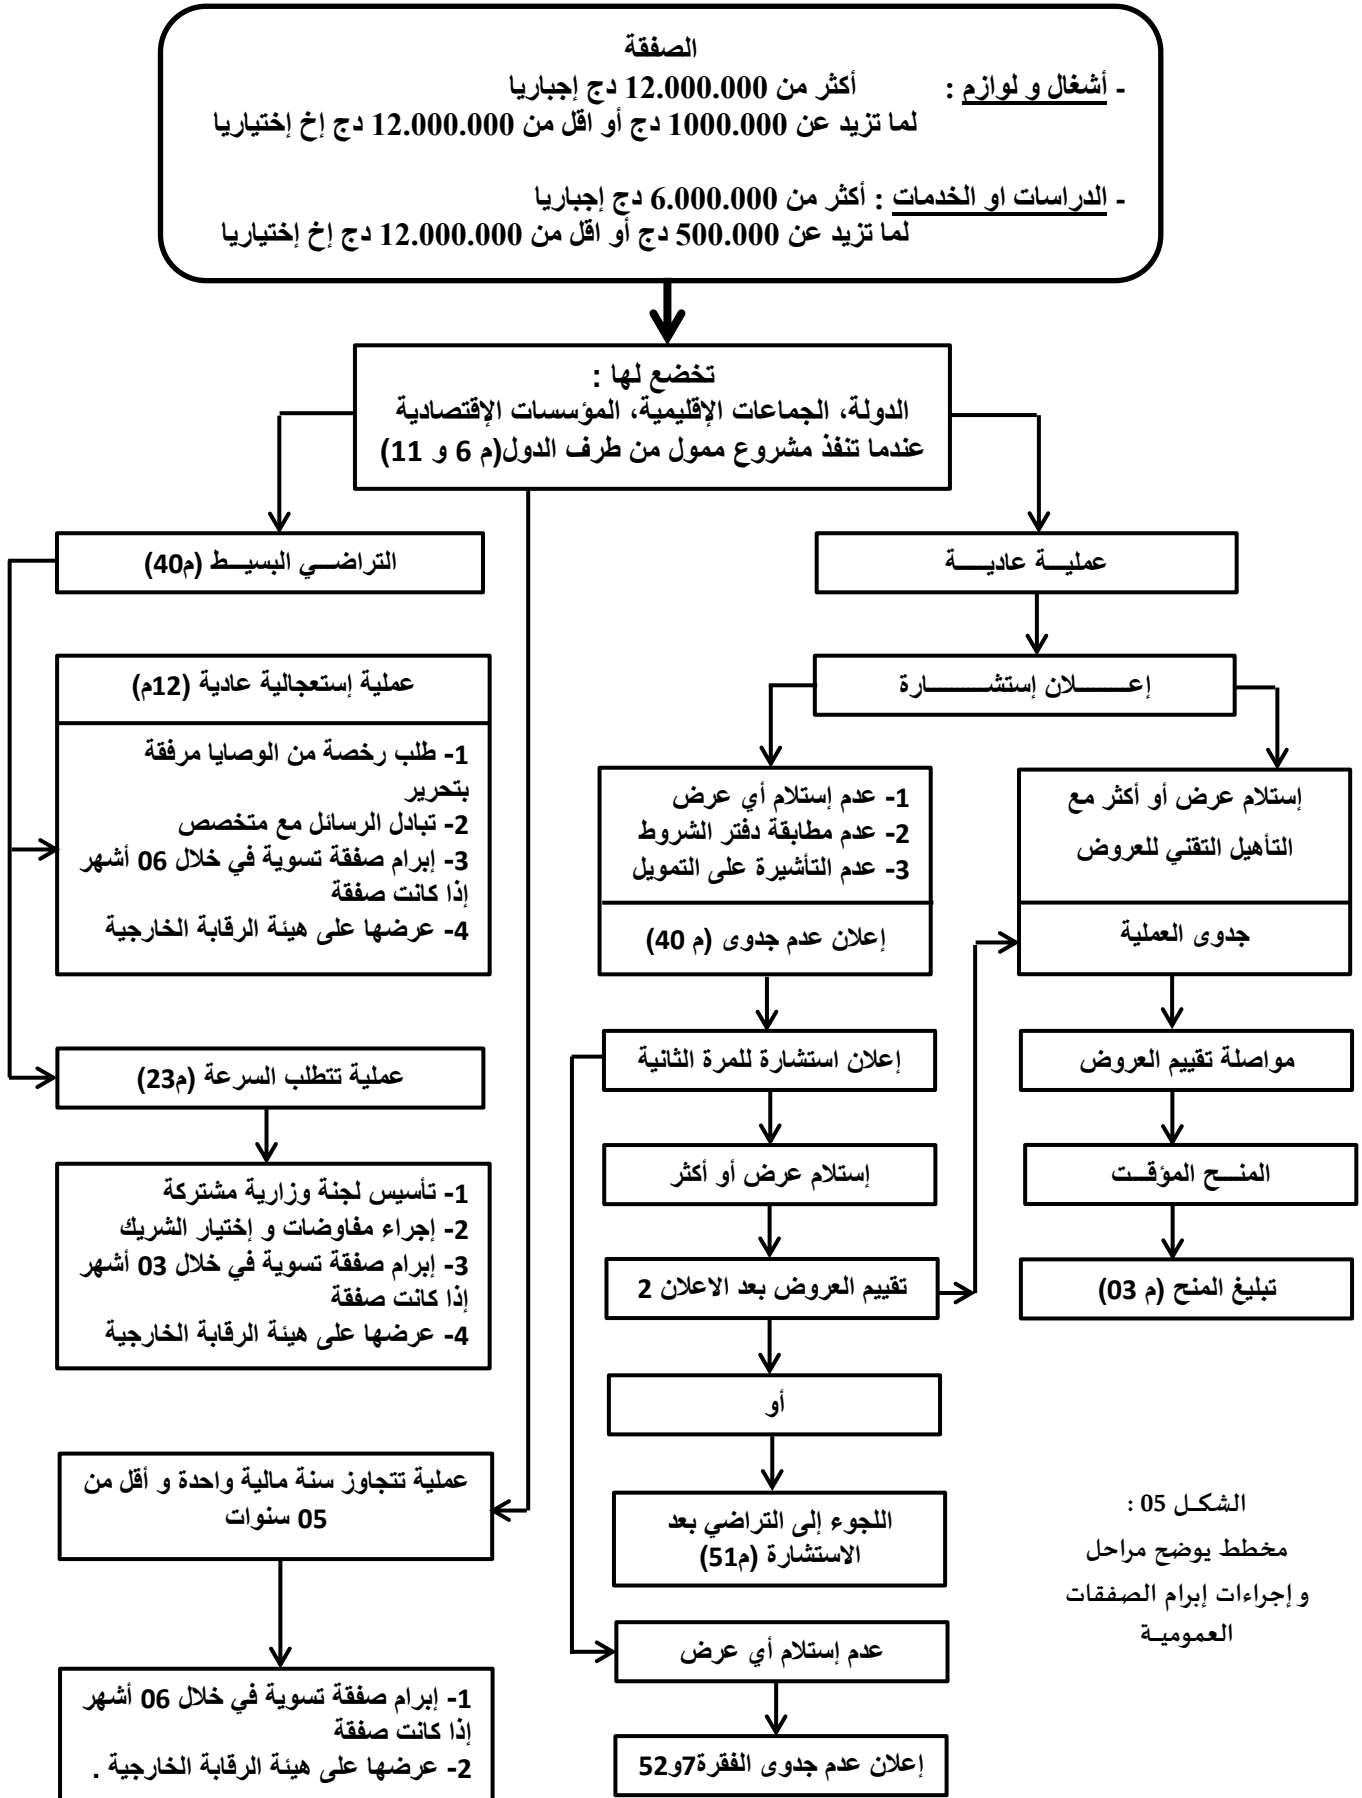 الصفقة
- أشغال و لوازم : أكثر من 12.000.000 دج إجباريا
لما تزيد عن 1000.000 دج أو اقل من 12.000.000 دج إخ إختياريا
- الدراسات او الخدمات : أكثر من 6.000.000 دج إجباريا
لما تزيد عن 500.000 دج أو اقل من 12.000.000 دج إخ إختياريا
تخضع لها :
الدولة، الجماعات الإقليمية، المؤسسات الإقتصادية
عندما تنفذ مشروع ممول من طرف الدول(م 6 و 11)
عمليـــة عاديـــــة
إعـــــــلان إستشـــــــــارة
إستلام عرض أو أكثر مع
التأهيل التقني للعروض
جدوى العملية
مواصلة تقييم العروض
المنـــح المؤقـــت
تبليغ المنح (م 03)
1- عدم إستلام أي عرض
2- عدم مطابقة دفتر الشروط
3- عدم التأشيرة على التمويل
إعلان عدم جدوى (م 40)
إعلان استشارة للمرة الثانية
إستلام عرض أو أكثر
تقييم العروض بعد الاعلان 2
أو
اللجوء إلى التراضي بعد
الاستشارة (م51)
عدم إستلام أي عرض
إعلان عدم جدوى الفقرة7و52
التراضـــي البسيـــط (م40)
عملية إستعجالية عادية (12م)
1- طلب رخصة من الوصايا مرفقة
بتحرير
2- تبادل الرسائل مع متخصص
3- إبرام صفقة تسوية في خلال 06 أشهر
إذا كانت صفقة
4- عرضها على هيئة الرقابة الخارجية
عملية تتطلب السرعة (م23)
1- تأسيس لجنة وزارية مشتركة
2- إجراء مفاوضات و إختيار الشريك
3- إبرام صفقة تسوية في خلال 03 أشهر
إذا كانت صفقة
4- عرضها على هيئة الرقابة الخارجية
عملية تتجاوز سنة مالية واحدة و أقل من
05 سنوات
1- إبرام صفقة تسوية في خلال 06 أشهر
إذا كانت صفقة
2- عرضها على هيئة الرقابة الخارجية .
الشكـل 05 :
مخطط يوضح مراحل
و إجراءات إبرام الصفقات
العموميـة